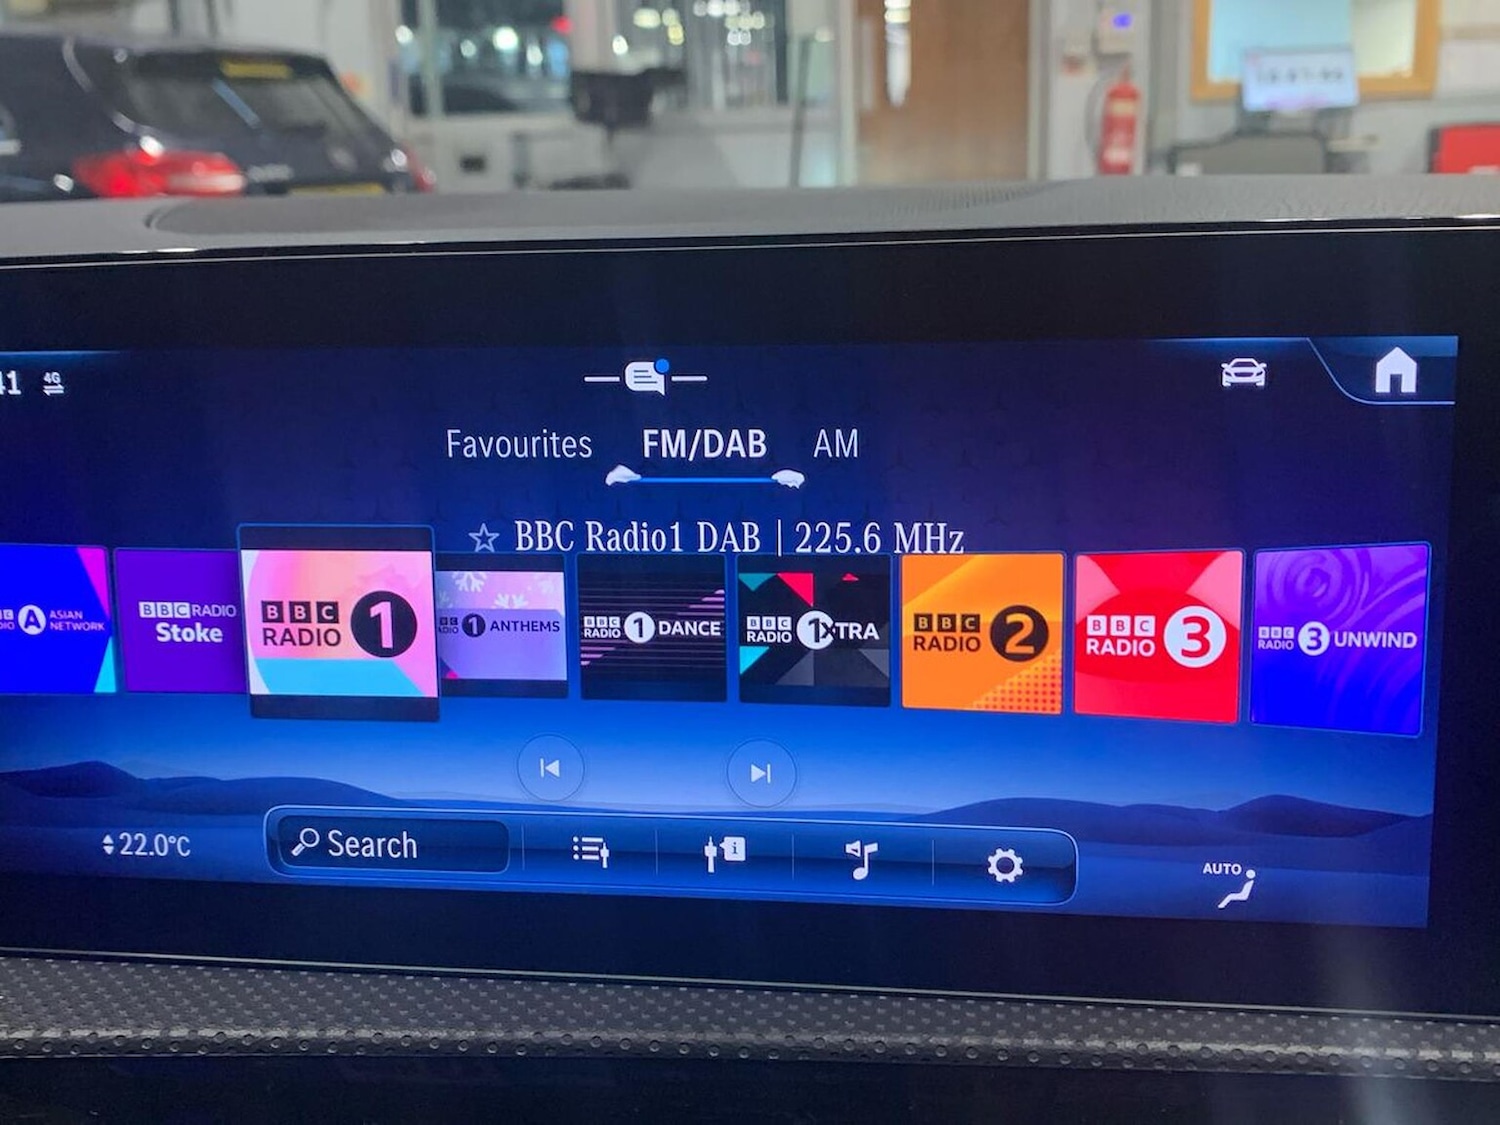 41 4G
Favourites FM/DAB AM
BBC Radio1 DAB | 225.6 MHz
A ASIAN NETWORK
BBC RADIO Stoke
BBC RADIO 1
BBC RADIO 1 ANTHEMS
BBC RADIO 1 DANCE
BBC RADIO 1XTRA
BBC RADIO 2
BBC RADIO 3
BBC RADIO 3 UNWIND
22.0°C
Search
i
AUTO